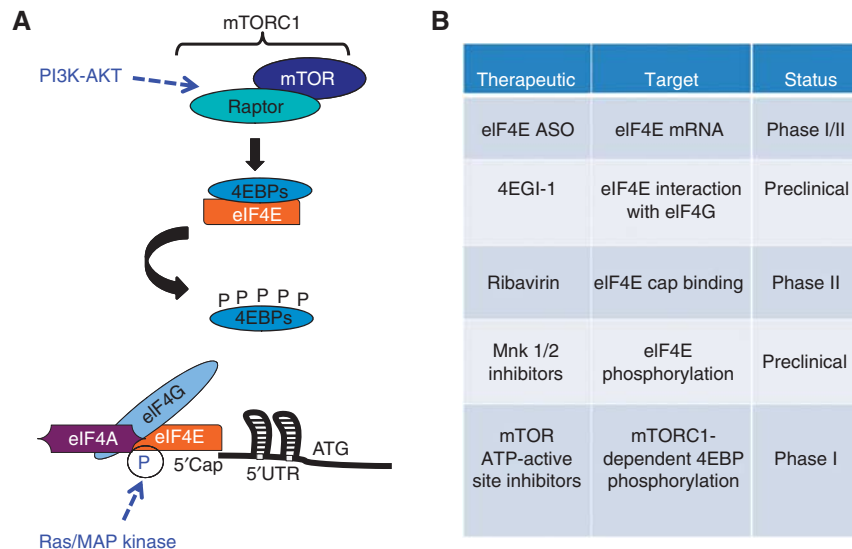 A
mTORC1
PI3K-AKT
mTOR
Raptor
4EBPs
eIF4E
P P P P P
4EBPs
eIF4G
eIF4A
eIF4E
P
5′Cap
5′UTR
ATG
Ras/MAP kinase
B
Therapeutic Target Status
eIF4E ASO eIF4E mRNA Phase I/II
4EGI-1 eIF4E interaction Preclinical
with eIF4G
Ribavirin eIF4E cap binding Phase II
Mnk 1/2 eIF4E Preclinical
inhibitors phosphorylation
mTOR mTORC1-
ATP-active dependent 4EBP Phase I
site inhibitors phosphorylation